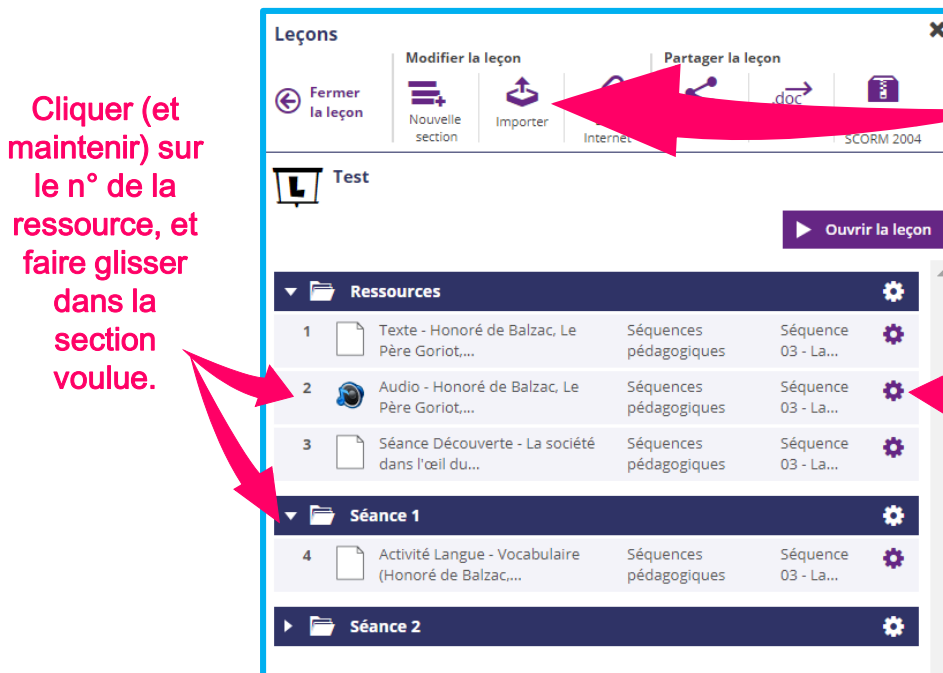 Cliquer (et
maintenir) sur
le n° de la
ressource, et
faire glisser
dans la
section
voulue.
Leçons
Modifier la leçon
Partager la leçon
Fermer
la leçon
Nouvelle
section
Importer
Internet
.doc
SCORM 2004
L Test
Ouvrir la leçon
Ressources
1 Texte - Honoré de Balzac, Le Séquences Séquence
Père Goriot,... pédagogiques 03 - La...
2 Audio - Honoré de Balzac, Le Séquences Séquence
Père Goriot,... pédagogiques 03 - La...
3 Séance Découverte - La société Séquences Séquence
dans l'œil du... pédagogiques 03 - La...
Séance 1
4 Activité Langue - Vocabulaire Séquences Séquence
(Honoré de Balzac,... pédagogiques 03 - La...
Séance 2